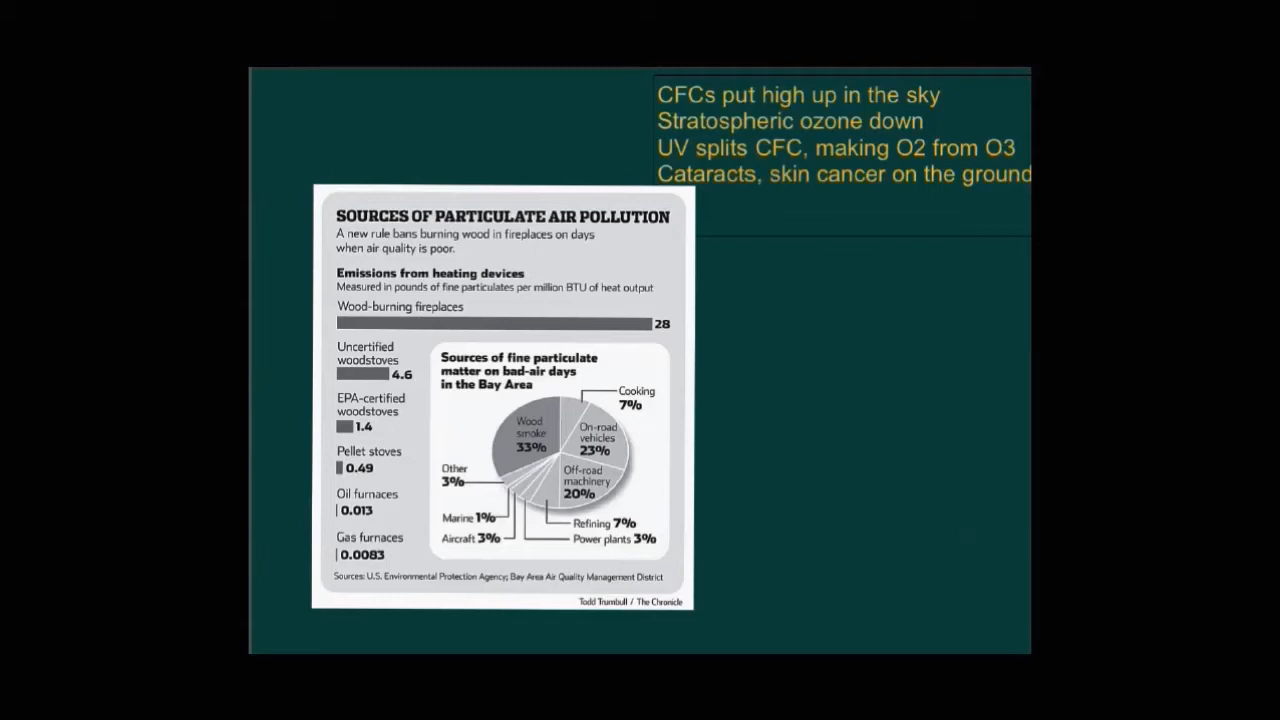 CFCs put high up in the sky
Stratospheric ozone down
UV splits CFC, making O2 from O3
Cataracts, skin cancer on the ground
SOURCES OF PARTICULATE AIR POLLUTION
A new rule bans burning wood in fireplaces on days
when air quality is poor.
Emissions from heating devices
Measured in pounds of fine particulates per million BTU of heat output
Wood-burning fireplaces
28
Uncertified
woodstoves
4.6
EPA-certified
woodstoves
1.4
Pellet stoves
0.49
Oil furnaces
0.013
Gas furnaces
0.0083
Sources of fine particulate
matter on bad-air days
in the Bay Area
Cooking
7%
On-road
vehicles
23%
Off-road
machinery
20%
Refining 7%
Power plants 3%
Aircraft 3%
Marine 1%
Other
3%
Wood
smoke
33%
Sources: U.S. Environmental Protection Agency; Bay Area Air Quality Management District
Todd Trumbull / The Chronicle